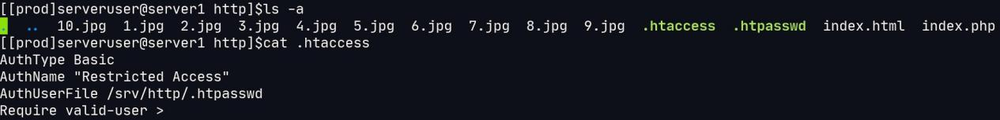 [[prod]serveruser@server1 http]$ls -a
.  ..  10.jpg  1.jpg  2.jpg  3.jpg  4.jpg  5.jpg  6.jpg  7.jpg  8.jpg  9.jpg  .htaccess  .htpasswd  index.html  index.php
[[prod]serveruser@server1 http]$cat .htaccess
AuthType Basic
AuthName "Restricted Access"
AuthUserFile /srv/http/.htpasswd
Require valid-user >